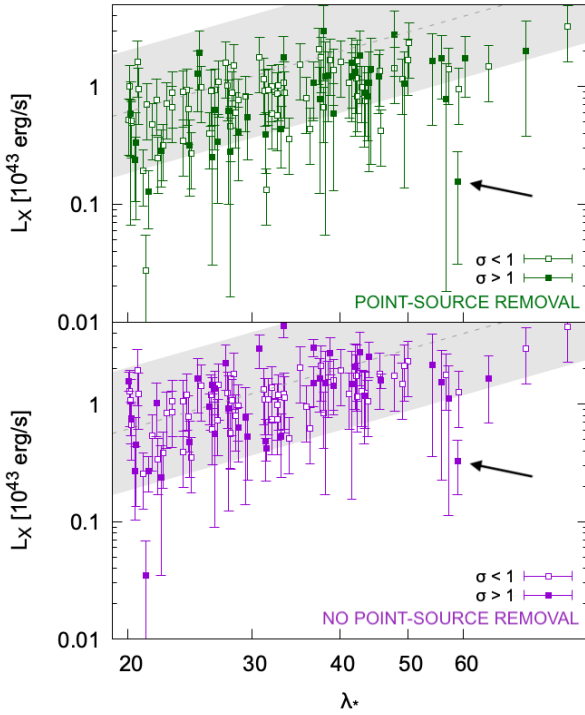 1
0.1
0.01
L_X [10^43 erg/s]
σ < 1
σ > 1
POINT-SOURCE REMOVAL
1
0.1
0.01
L_X [10^43 erg/s]
σ < 1
σ > 1
NO POINT-SOURCE REMOVAL
20 30 40 50 60
λ*